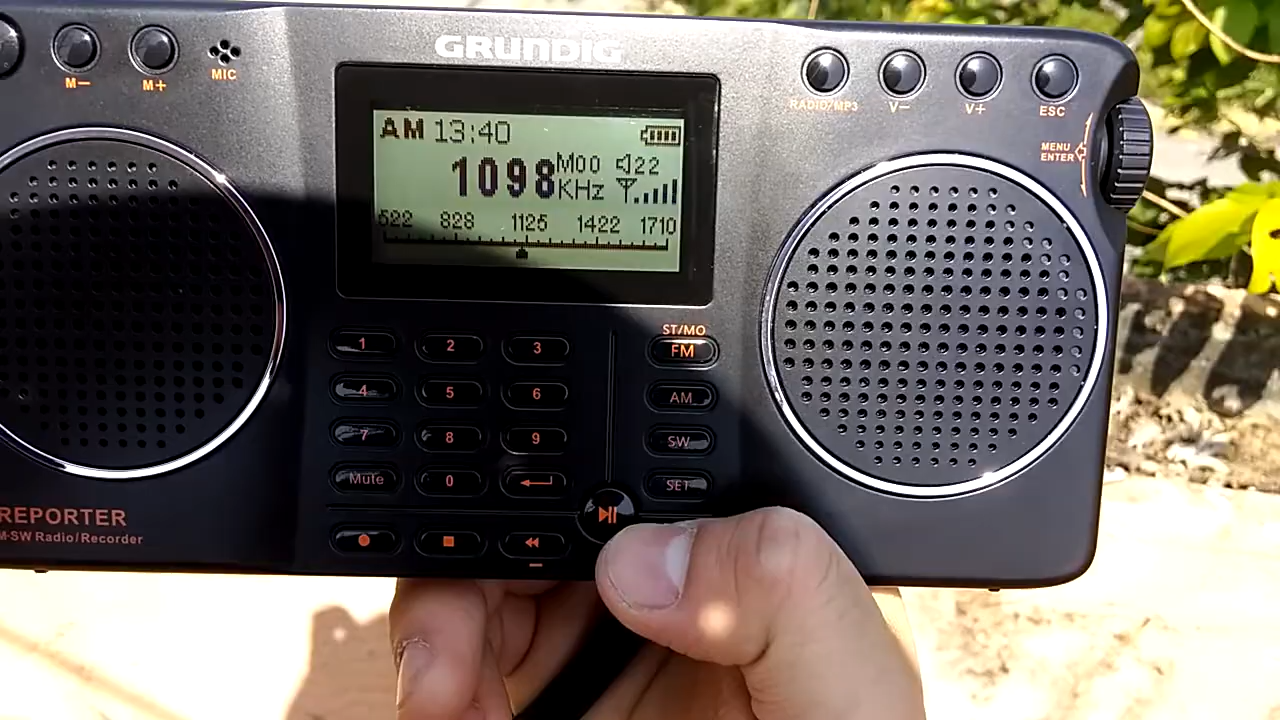 GRUNDIG
M− M+ MIC
RADIO/MP3 V− V+ ESC
MENU
ENTER
AM 13:40
1098 M00 22
KHz
522 828 1125 1422 1710
ST/MO
1 2 3 FM
4 5 6 AM
7 8 9 SW
Mute 0 SET
REPORTER
M-SW Radio/Recorder